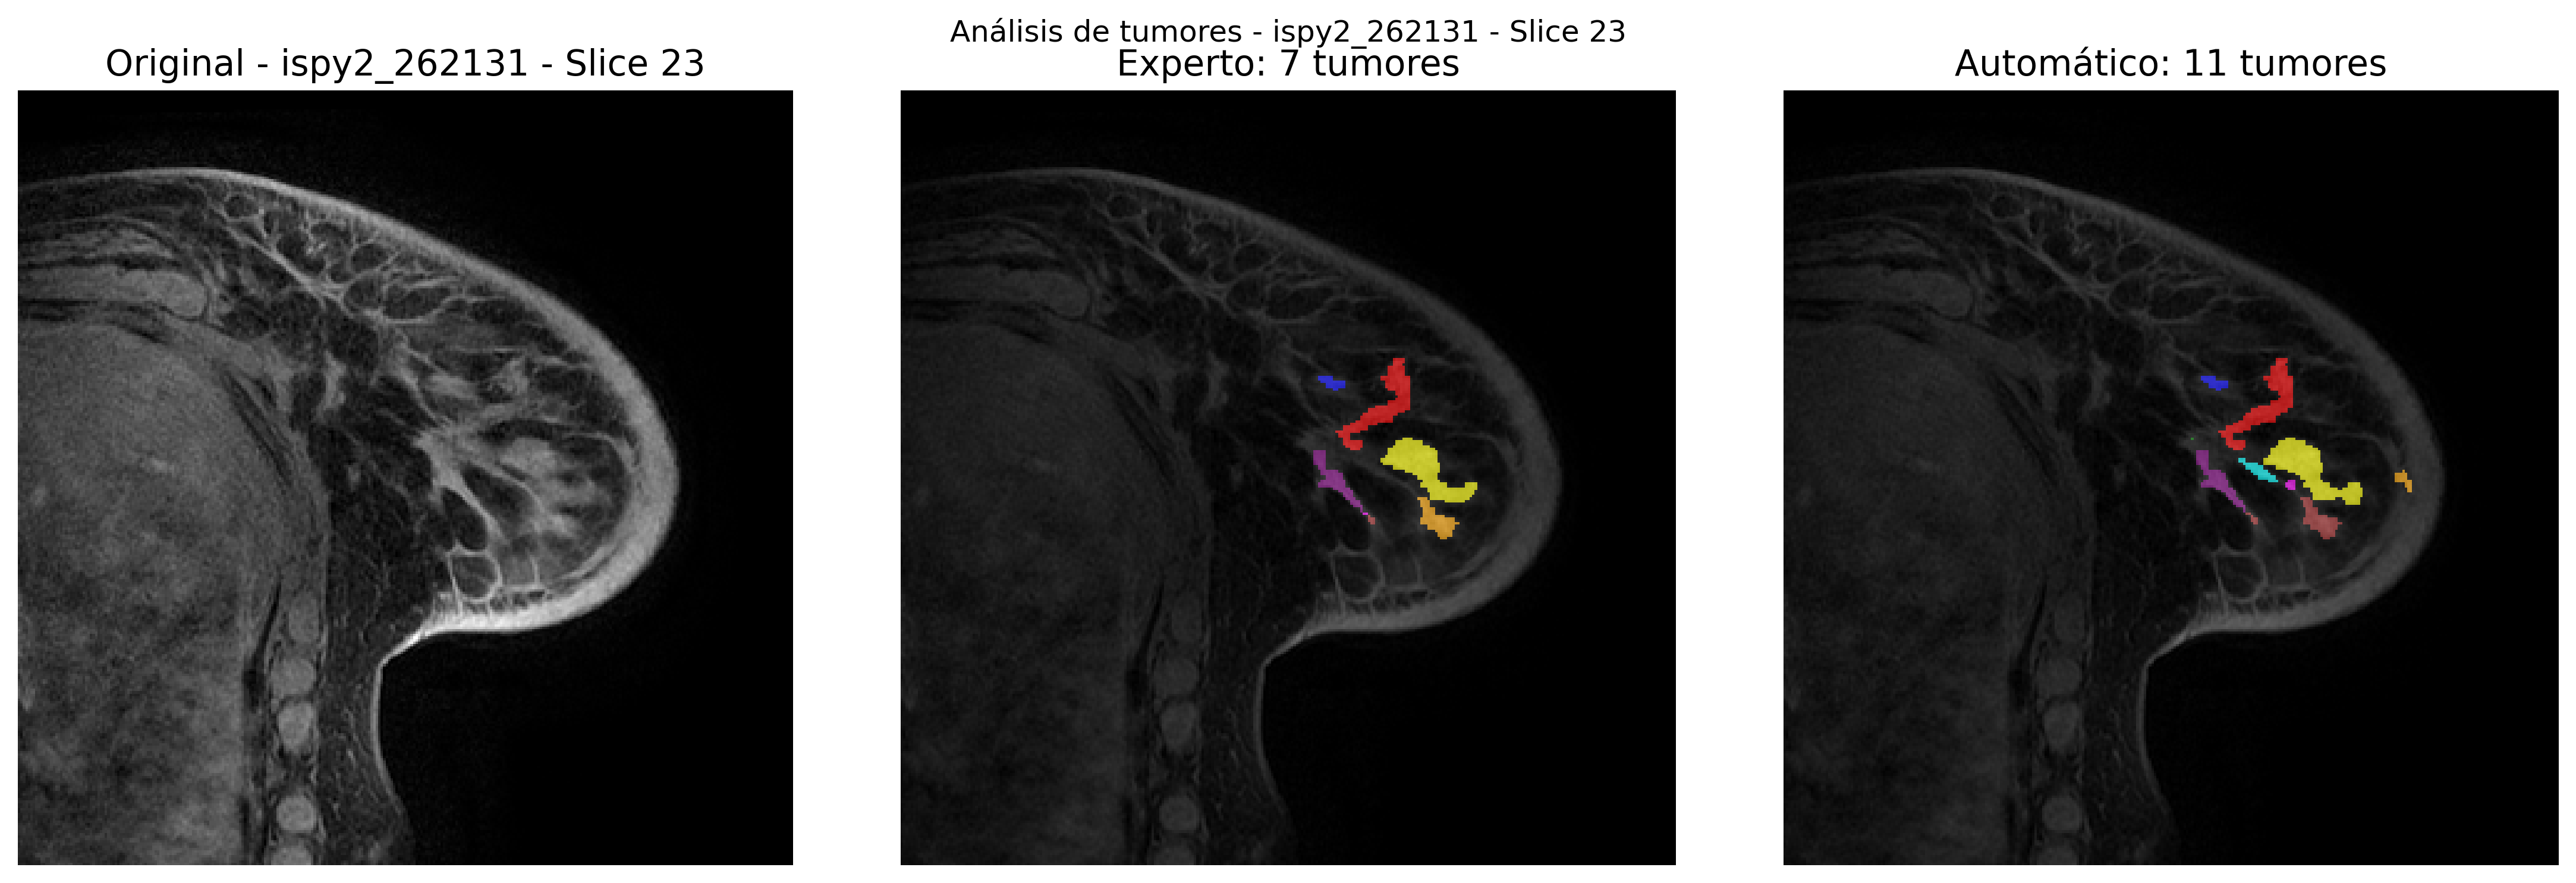 Análisis de tumores - ispy2_262131 - Slice 23
Original - ispy2_262131 - Slice 23
Experto: 7 tumores
Automático: 11 tumores